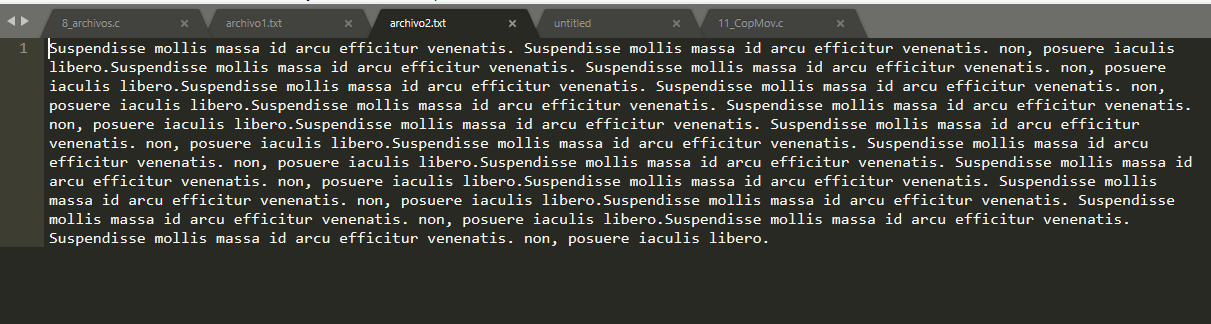 8_archivos.c × archivo1.txt × archivo2.txt × untitled × 11_CopMov.c ×
1 Suspendisse mollis massa id arcu efficitur venenatis. Suspendisse mollis massa id arcu efficitur venenatis. non, posuere iaculis
libero.Suspendisse mollis massa id arcu efficitur venenatis. Suspendisse mollis massa id arcu efficitur venenatis. non, posuere
iaculis libero.Suspendisse mollis massa id arcu efficitur venenatis. Suspendisse mollis massa id arcu efficitur venenatis. non,
posuere iaculis libero.Suspendisse mollis massa id arcu efficitur venenatis. Suspendisse mollis massa id arcu efficitur venenatis.
non, posuere iaculis libero.Suspendisse mollis massa id arcu efficitur venenatis. Suspendisse mollis massa id arcu efficitur
venenatis. non, posuere iaculis libero.Suspendisse mollis massa id arcu efficitur venenatis. Suspendisse mollis massa id arcu
efficitur venenatis. non, posuere iaculis libero.Suspendisse mollis massa id arcu efficitur venenatis. Suspendisse mollis massa id
arcu efficitur venenatis. non, posuere iaculis libero.Suspendisse mollis massa id arcu efficitur venenatis. Suspendisse mollis
massa id arcu efficitur venenatis. non, posuere iaculis libero.Suspendisse mollis massa id arcu efficitur venenatis. Suspendisse
mollis massa id arcu efficitur venenatis. non, posuere iaculis libero.Suspendisse mollis massa id arcu efficitur venenatis.
Suspendisse mollis massa id arcu efficitur venenatis. non, posuere iaculis libero.